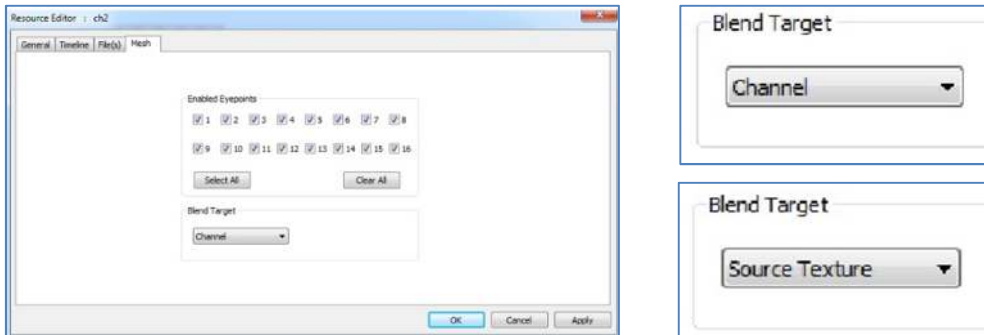 Resource Editor : ch2
General Timeline File(s) Mesh
Enabled Eyepoints
1 2 3 4 5 6 7 8
9 10 11 12 13 14 15 16
Select All Clear All
Blend Target
Channel
OK Cancel Apply
Blend Target
Channel
Blend Target
Source Texture